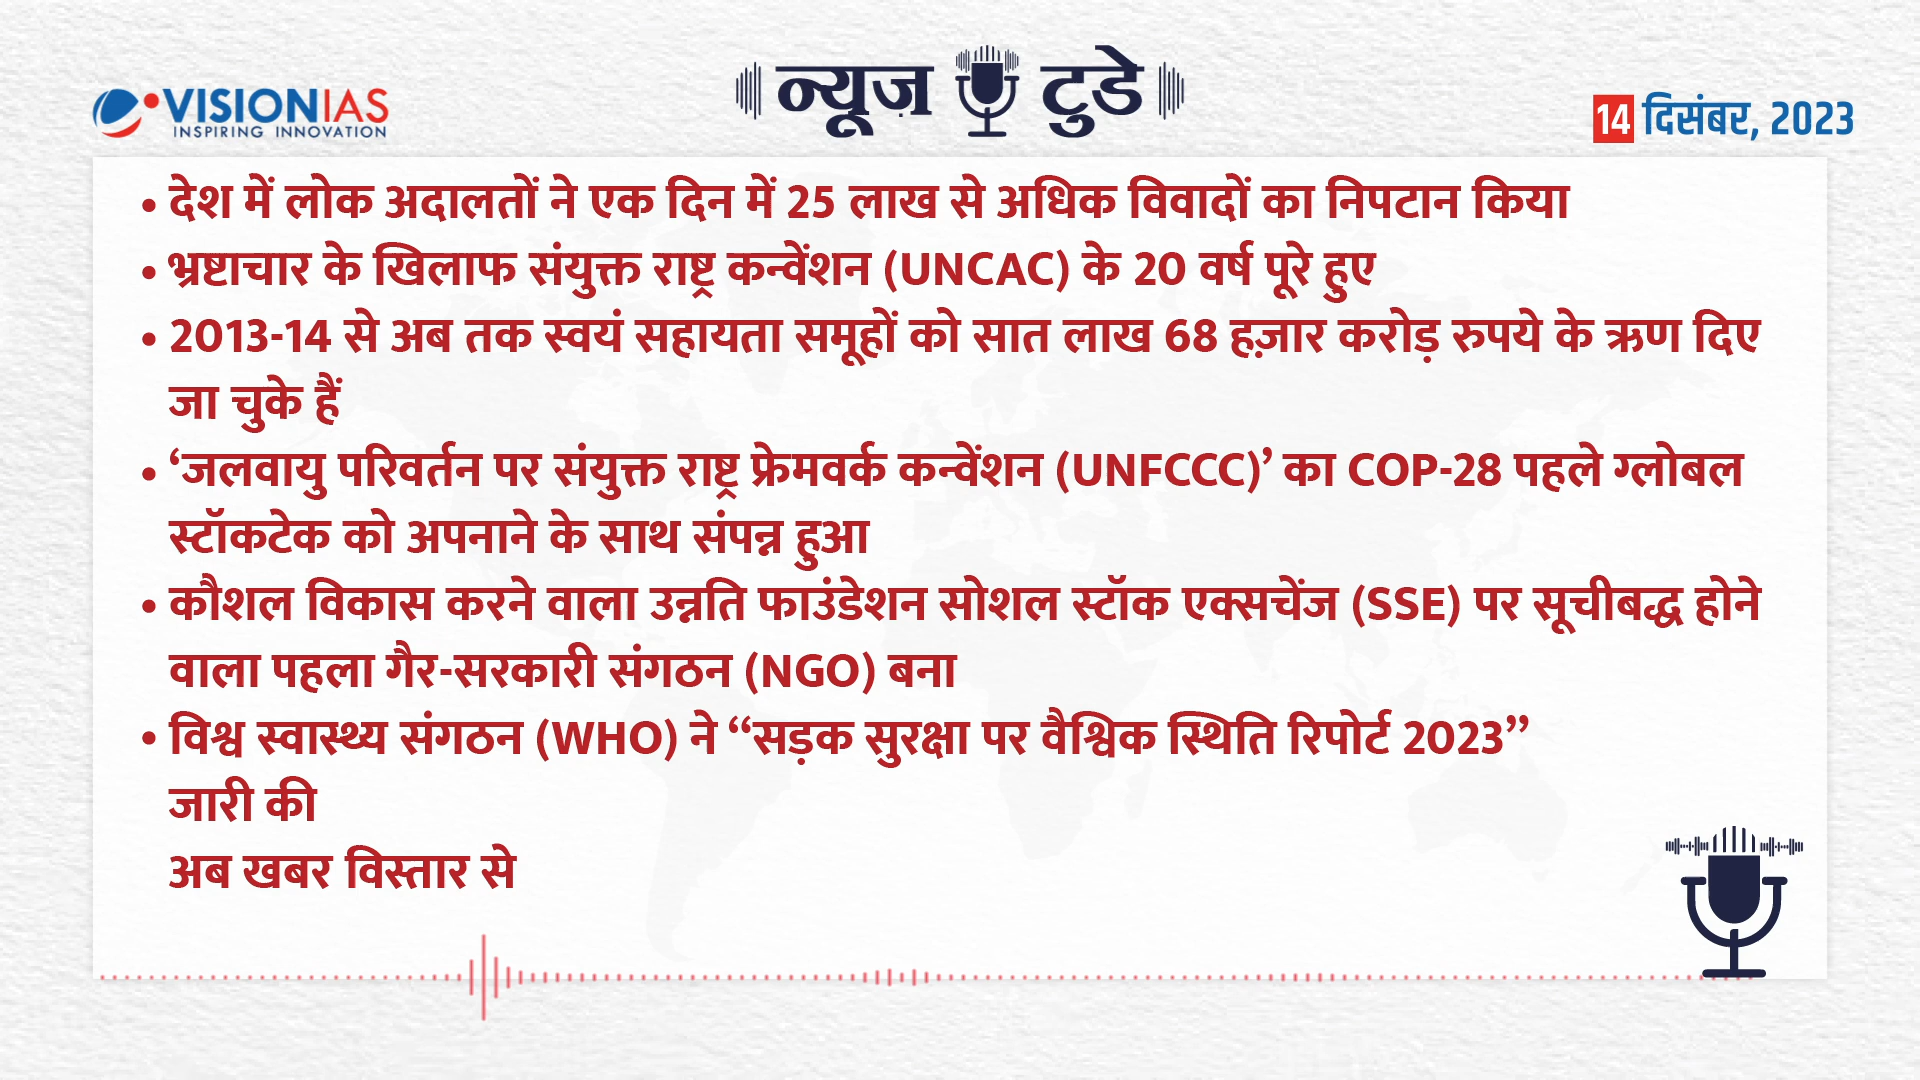 VISIONIAS
INSPIRING INNOVATION
न्यूज़ टुडे
14 दिसंबर, 2023
• देश में लोक अदालतों ने एक दिन में 25 लाख से अधिक विवादों का निपटान किया
• भ्रष्टाचार के खिलाफ संयुक्त राष्ट्र कन्वेंशन (UNCAC) के 20 वर्ष पूरे हुए
• 2013-14 से अब तक स्वयं सहायता समूहों को सात लाख 68 हज़ार करोड़ रुपये के ऋण दिए
जा चुके हैं
• ‘जलवायु परिवर्तन पर संयुक्त राष्ट्र फ्रेमवर्क कन्वेंशन (UNFCCC)’ का COP-28 पहले ग्लोबल
स्टॉकटेक को अपनाने के साथ संपन्न हुआ
• कौशल विकास करने वाला उन्नति फाउंडेशन सोशल स्टॉक एक्सचेंज (SSE) पर सूचीबद्ध होने
वाला पहला गैर-सरकारी संगठन (NGO) बना
• विश्व स्वास्थ्य संगठन (WHO) ने “सड़क सुरक्षा पर वैश्विक स्थिति रिपोर्ट 2023”
जारी की
अब खबर विस्तार से